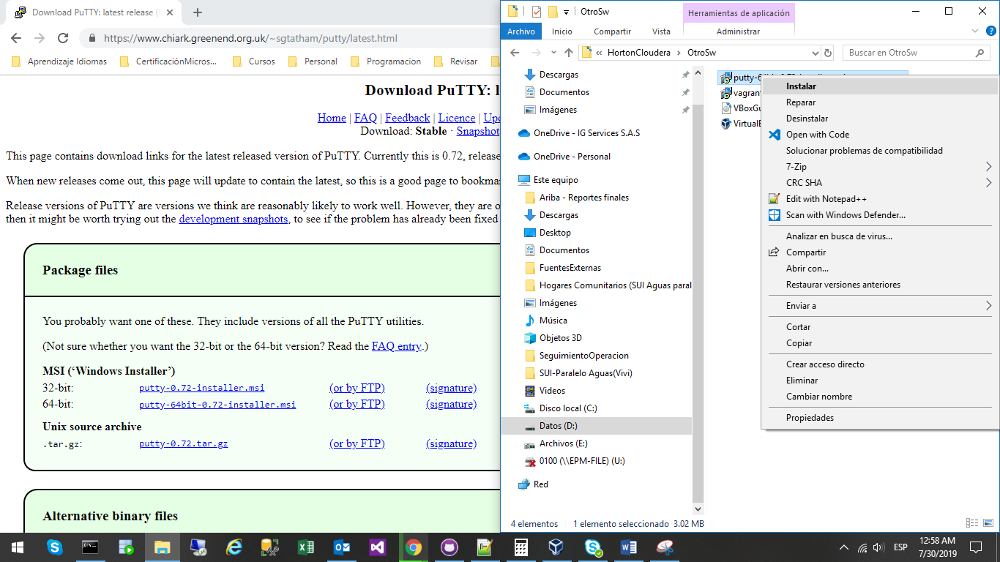 Download PuTTY: latest release (
https://www.chiark.greenend.org.uk/~sgtatham/putty/latest.html
Aprendizaje Idiomas
CertificaciónMicros...
Cursos
Personal
Programacion
Revisar
Download PuTTY: l
Home | FAQ | Feedback | Licence | Up
Download: Stable · Snapshot
This page contains download links for the latest released version of PuTTY. Currently this is 0.72, release
When new releases come out, this page will update to contain the latest, so this is a good page to bookma
Release versions of PuTTY are versions we think are reasonably likely to work well. However, they are o
then it might be worth trying out the development snapshots, to see if the problem has already been fixed
Package files
You probably want one of these. They include versions of all the PuTTY utilities.
(Not sure whether you want the 32-bit or the 64-bit version? Read the FAQ entry.)
MSI (‘Windows Installer’)
32-bit: putty-0.72-installer.msi (or by FTP) (signature)
64-bit: putty-64bit-0.72-installer.msi (or by FTP) (signature)
Unix source archive
.tar.gz: putty-0.72.tar.gz (or by FTP) (signature)
Alternative binary files
OtroSw
Herramientas de aplicación
Archivo
Inicio
Compartir
Vista
Administrar
« HortonCloudera › OtroSw
Buscar en OtroSw
Descargas
Documentos
Imágenes
OneDrive - IG Services S.A.S
OneDrive - Personal
Este equipo
Ariba - Reportes finales
Descargas
Desktop
Documentos
FuentesExternas
Hogares Comunitarios (SUI Aguas paral
Imágenes
Música
Objetos 3D
SeguimientoOperacion
SUI-Paralelo Aguas(Vivi)
Videos
Disco local (C:)
Datos (D:)
Archivos (E:)
0100 (\\EPM-FILE) (U:)
Red
putty-6
vagrant
VBoxGu
VirtualB
Instalar
Reparar
Desinstalar
Open with Code
Solucionar problemas de compatibilidad
7-Zip
CRC SHA
Edit with Notepad++
Scan with Windows Defender...
Analizar en busca de virus...
Compartir
Abrir con...
Restaurar versiones anteriores
Enviar a
Cortar
Copiar
Crear acceso directo
Eliminar
Cambiar nombre
Propiedades
4 elementos
1 elemento seleccionado 3.02 MB
ESP
12:58 AM
7/30/2019